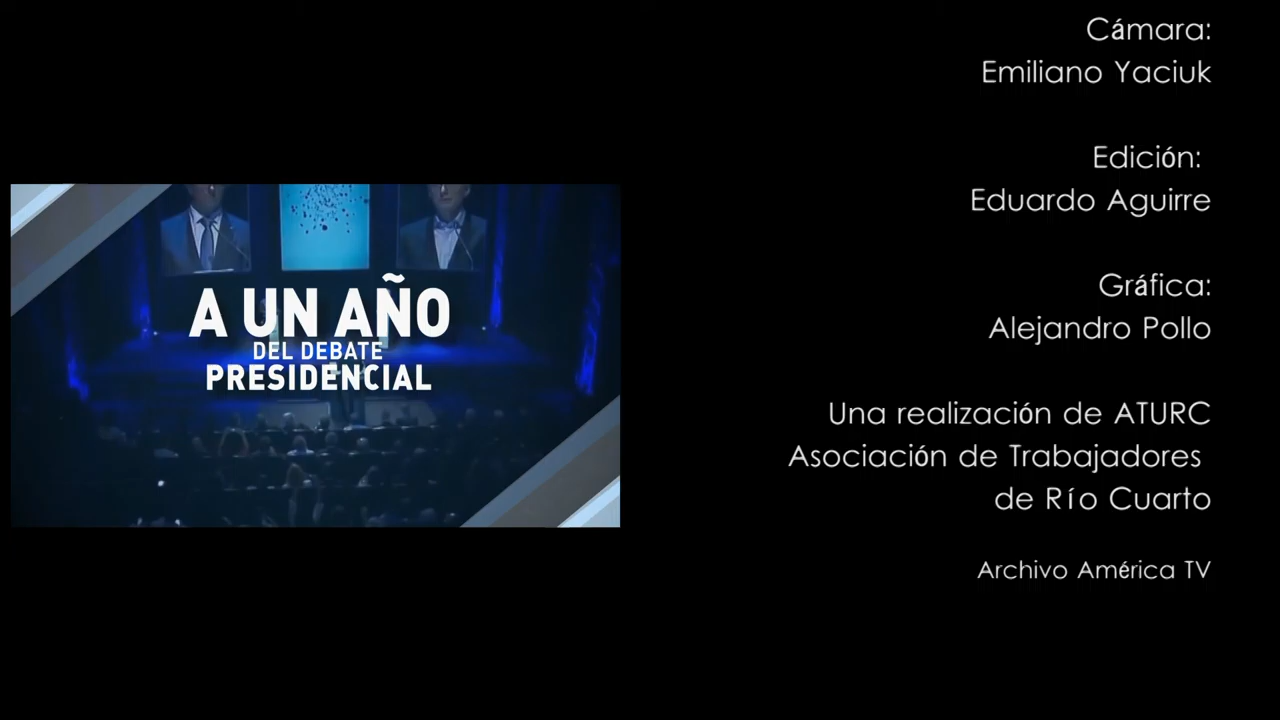 A UN AÑO
DEL DEBATE
PRESIDENCIAL
Cámara:
Emiliano Yaciuk
Edición:
Eduardo Aguirre
Gráfica:
Alejandro Pollo
Una realización de ATURC
Asociación de Trabajadores
de Río Cuarto
Archivo América TV